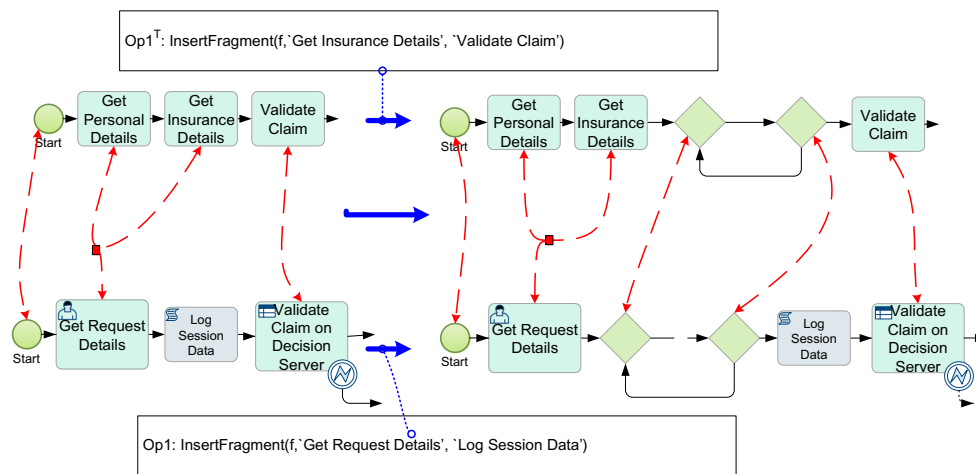 Op1T: InsertFragment(f,`Get Insurance Details', `Validate Claim')
Get
Personal
Details
Get
Insurance
Details
Validate
Claim
Start
Get
Personal
Details
Get
Insurance
Details
Validate
Claim
Start
Get Request
Details
Log
Session
Data
Validate
Claim on
Decision
Server
Start
Get Request
Details
Log
Session
Data
Validate
Claim on
Decision
Server
Start
Op1: InsertFragment(f,`Get Request Details', `Log Session Data')